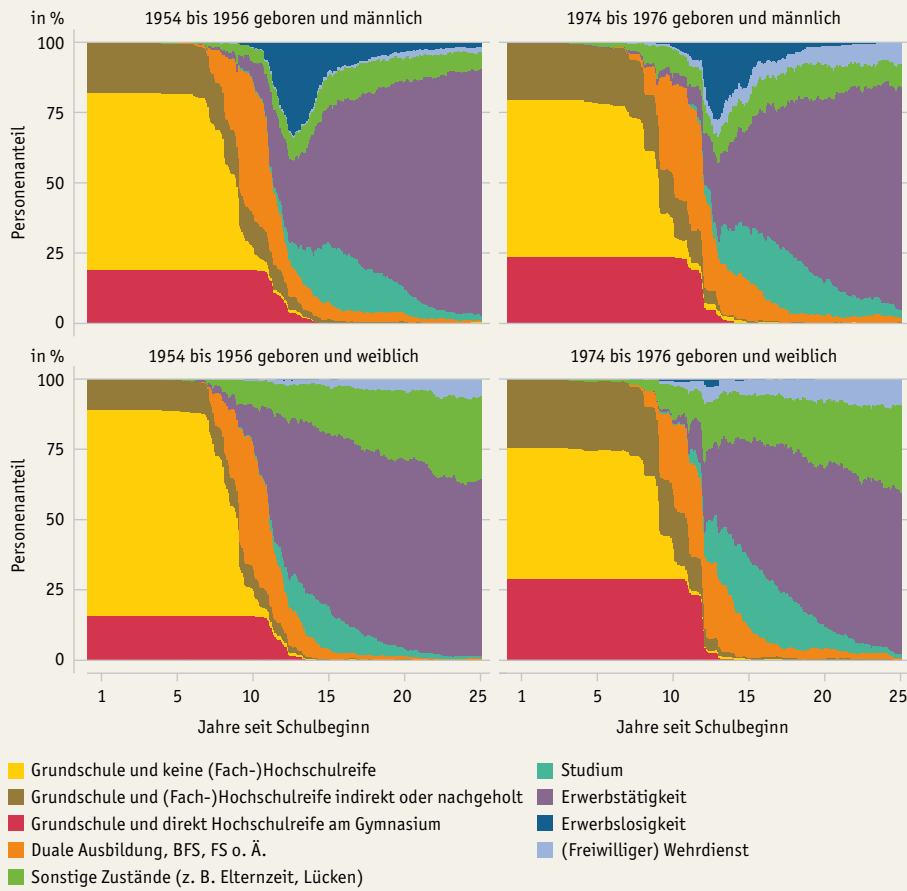 in %
1954 bis 1956 geboren und männlich
1974 bis 1976 geboren und männlich
100
75
50
25
0
Personenanteil
in %
1954 bis 1956 geboren und weiblich
1974 bis 1976 geboren und weiblich
100
75
50
25
0
Personenanteil
1 5 10 15 20 25
1 5 10 15 20 25
Jahre seit Schulbeginn
Jahre seit Schulbeginn
Grundschule und keine (Fach-)Hochschulreife
Grundschule und (Fach-)Hochschulreife indirekt oder nachgeholt
Grundschule und direkt Hochschulreife am Gymnasium
Duale Ausbildung, BFS, FS o. Ä.
Sonstige Zustände (z. B. Elternzeit, Lücken)
Studium
Erwerbstätigkeit
Erwerbslosigkeit
(Freiwilliger) Wehrdienst